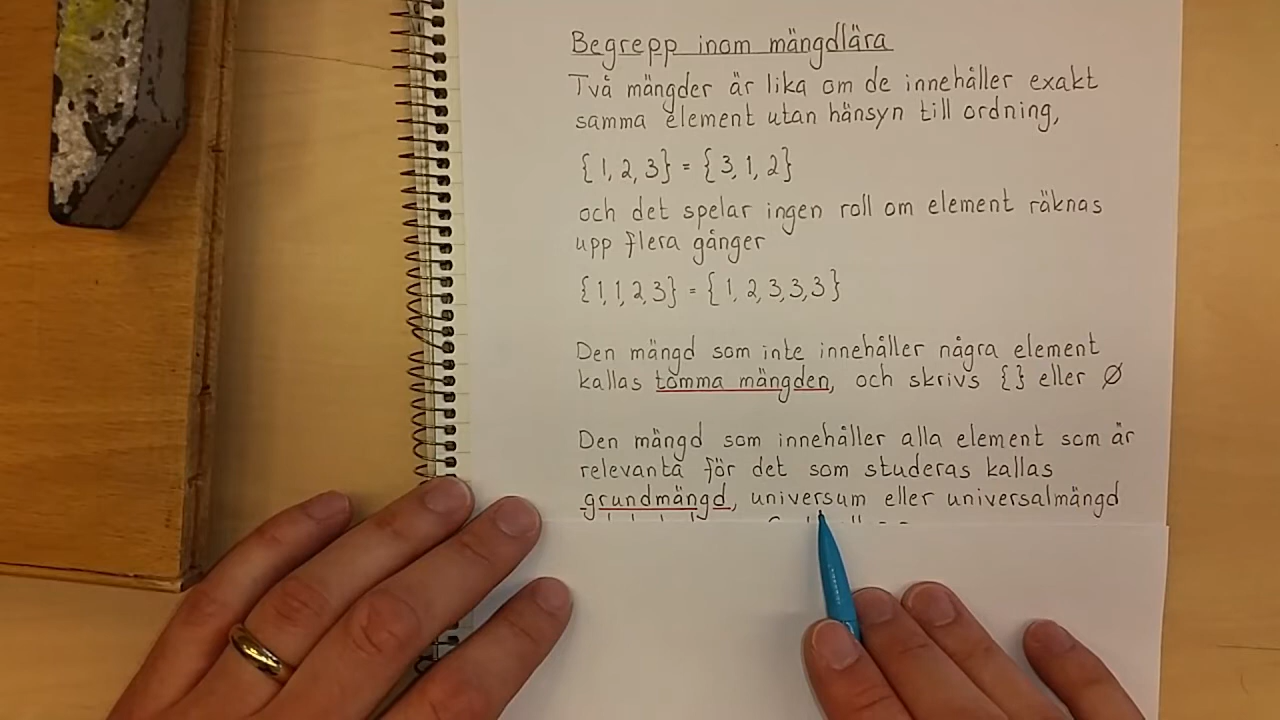 Begrepp inom mängdlära
Två mängder är lika om de innehåller exakt
samma element utan hänsyn till ordning,
{1, 2, 3} = {3, 1, 2}
och det spelar ingen roll om element räknas
upp flera gånger
{1, 1, 2, 3} = {1, 2, 3, 3, 3}
Den mängd som inte innehåller några element
kallas tomma mängden, och skrivs { } eller Ø
Den mängd som innehåller alla element som är
relevanta för det som studeras kallas
grundmängd, universum eller universalmängd